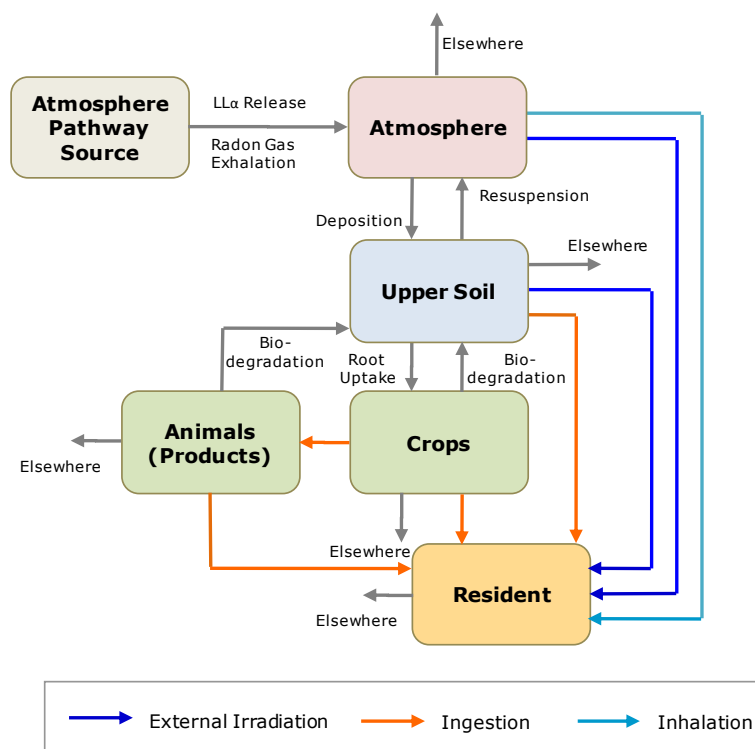 Elsewhere
Atmosphere
Pathway
Source
LLα Release
Radon Gas
Exhalation
Atmosphere
Deposition
Resuspension
Elsewhere
Upper Soil
Bio-
degradation
Root
Uptake
Bio-
degradation
Animals
(Products)
Crops
Elsewhere
Elsewhere
Resident
Elsewhere
External Irradiation
Ingestion
Inhalation